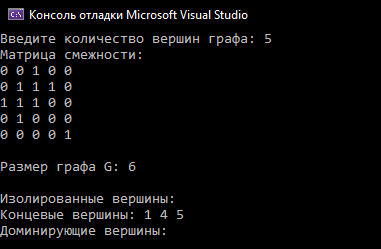 Консоль отладки Microsoft Visual Studio
Введите количество вершин графа: 5
Матрица смежности:
0 0 1 0 0
0 1 1 1 0
1 1 1 0 0
0 1 0 0 0
0 0 0 0 1
Размер графа G: 6
Изолированные вершины:
Концевые вершины: 1 4 5
Доминирующие вершины: